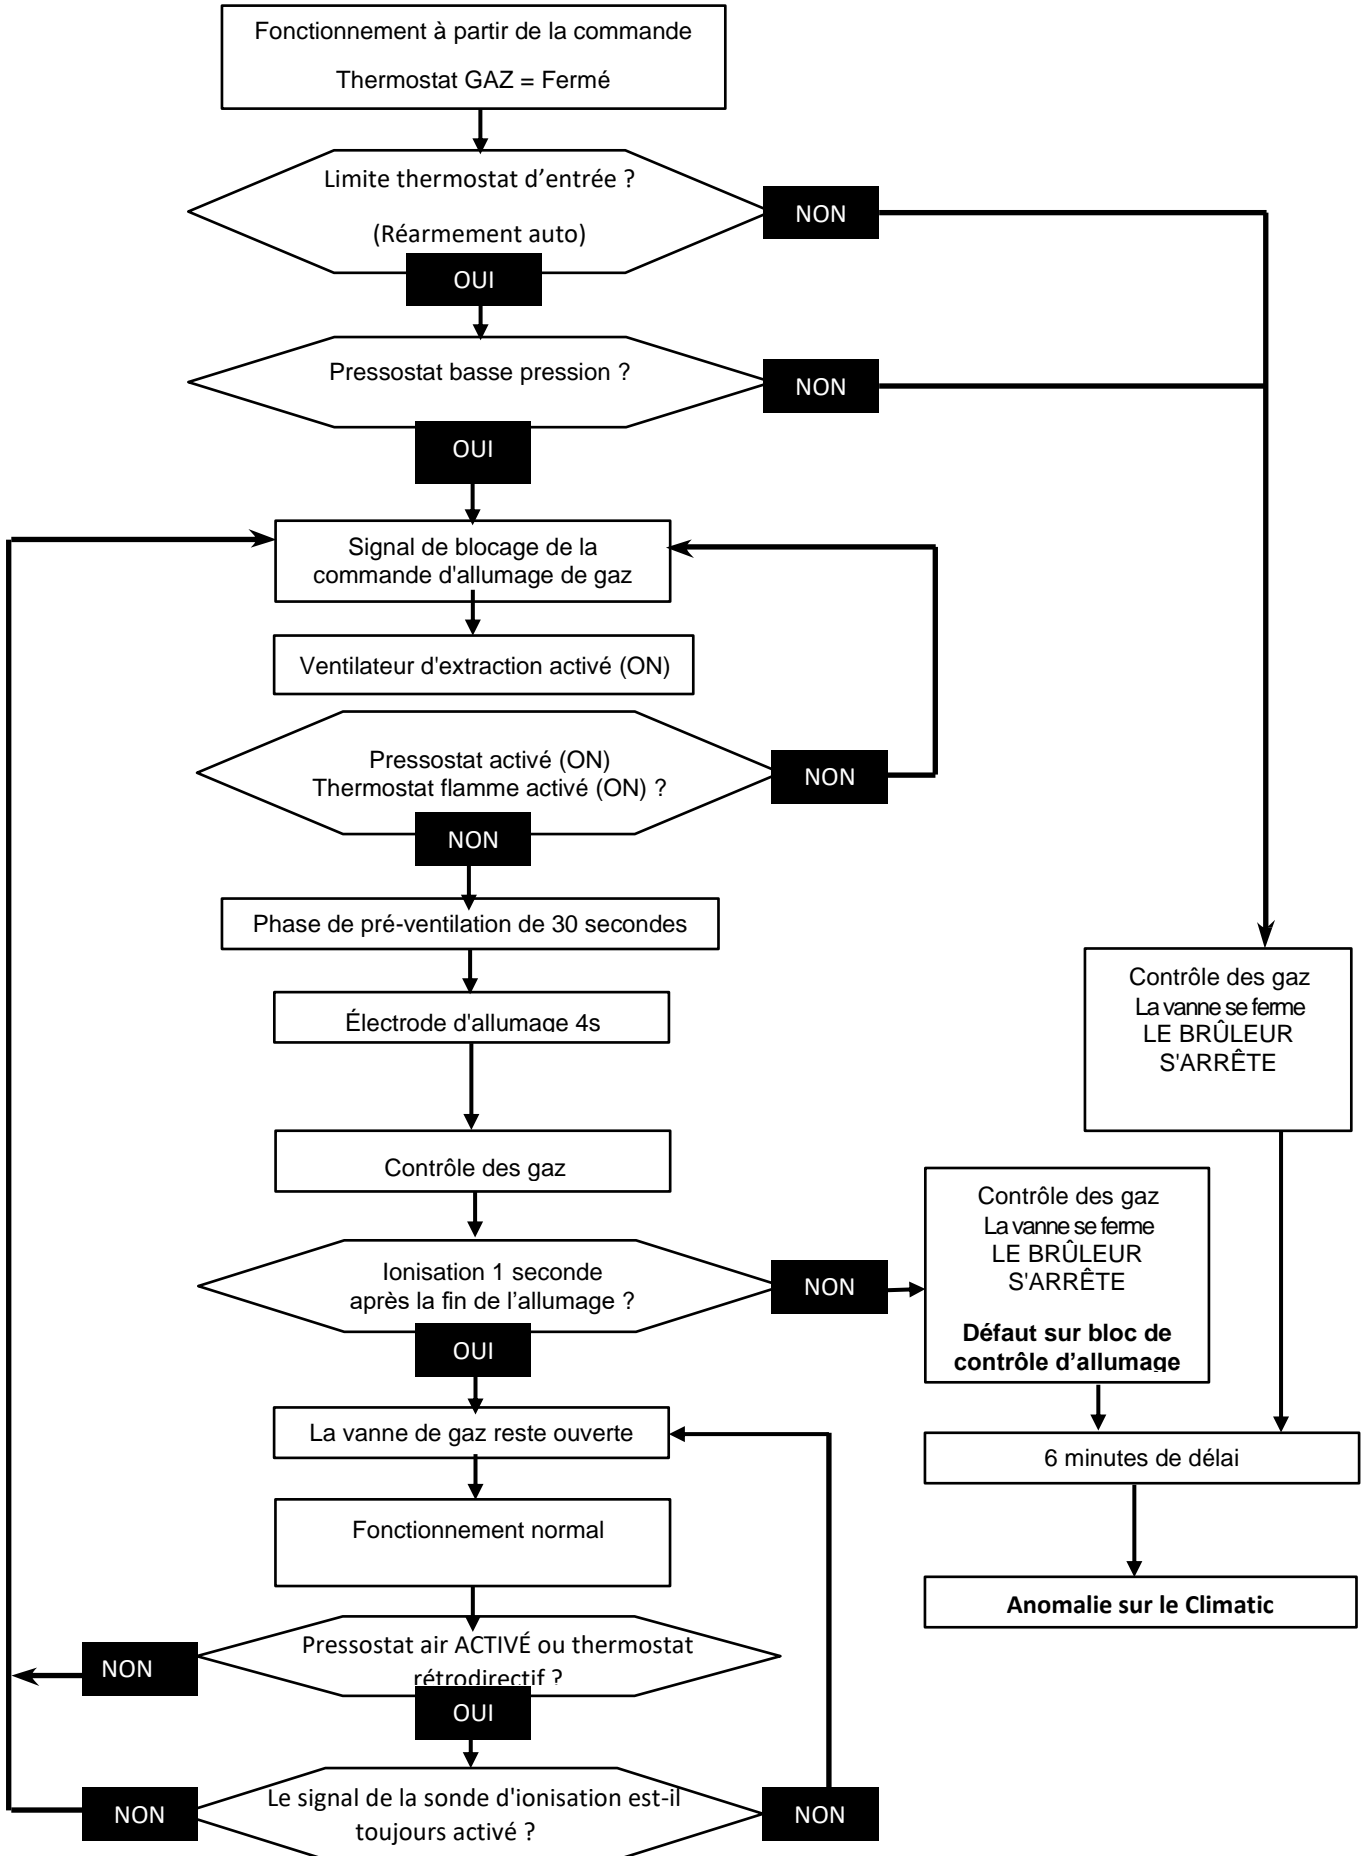 Fonctionnement à partir de la commande
Thermostat GAZ = Fermé
Limite thermostat d’entrée ?
(Réarmement auto)
NON
OUI
Pressostat basse pression ?
NON
OUI
Signal de blocage de la
commande d'allumage de gaz
Ventilateur d'extraction activé (ON)
Pressostat activé (ON)
Thermostat flamme activé (ON) ?
NON
NON
Phase de pré-ventilation de 30 secondes
Électrode d'allumage 4s
Contrôle des gaz
La vanne se ferme
LE BRÛLEUR
S'ARRÊTE
Contrôle des gaz
Ionisation 1 seconde
après la fin de l’allumage ?
NON
OUI
Contrôle des gaz
La vanne se ferme
LE BRÛLEUR
S'ARRÊTE
Défaut sur bloc de
contrôle d’allumage
La vanne de gaz reste ouverte
6 minutes de délai
Fonctionnement normal
Anomalie sur le Climatic
Pressostat air ACTIVÉ ou thermostat
rétrodirectif ?
NON
OUI
Le signal de la sonde d'ionisation est-il
toujours activé ?
NON
NON